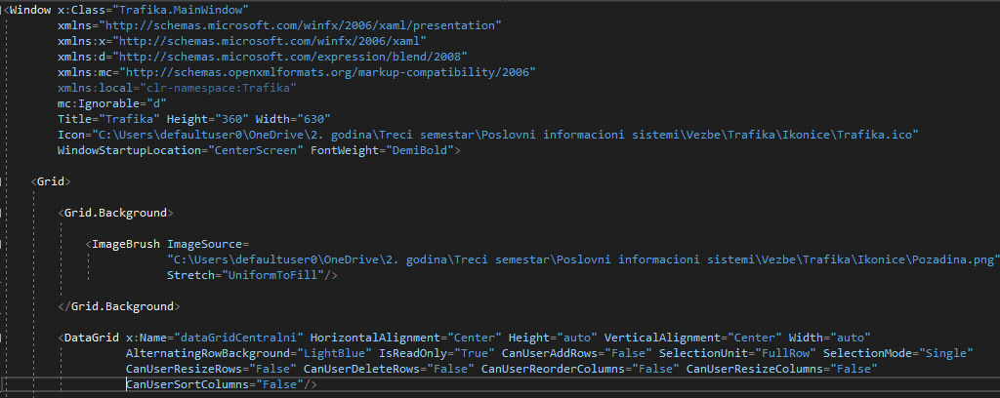 <Window x:Class="Trafika.MainWindow"
xmlns="http://schemas.microsoft.com/winfx/2006/xaml/presentation"
xmlns:x="http://schemas.microsoft.com/winfx/2006/xaml"
xmlns:d="http://schemas.microsoft.com/expression/blend/2008"
xmlns:mc="http://schemas.openxmlformats.org/markup-compatibility/2006"
xmlns:local="clr-namespace:Trafika"
mc:Ignorable="d"
Title="Trafika" Height="360" Width="630"
Icon="C:\Users\defaultuser0\OneDrive\2. godina\Treci semestar\Poslovni informacioni sistemi\Vezbe\Trafika\Ikonice\Trafika.ico"
WindowStartupLocation="CenterScreen" FontWeight="DemiBold">
<Grid>
<Grid.Background>
<ImageBrush ImageSource=
"C:\Users\defaultuser0\OneDrive\2. godina\Treci semestar\Poslovni informacioni sistemi\Vezbe\Trafika\Ikonice\Pozadina.png"
Stretch="UniformToFill"/>
</Grid.Background>
<DataGrid x:Name="dataGridCentralni" HorizontalAlignment="Center" Height="auto" VerticalAlignment="Center" Width="auto"
AlternatingRowBackground="LightBlue" IsReadOnly="True" CanUserAddRows="False" SelectionUnit="FullRow" SelectionMode="Single"
CanUserResizeRows="False" CanUserDeleteRows="False" CanUserReorderColumns="False" CanUserResizeColumns="False"
CanUserSortColumns="False"/>